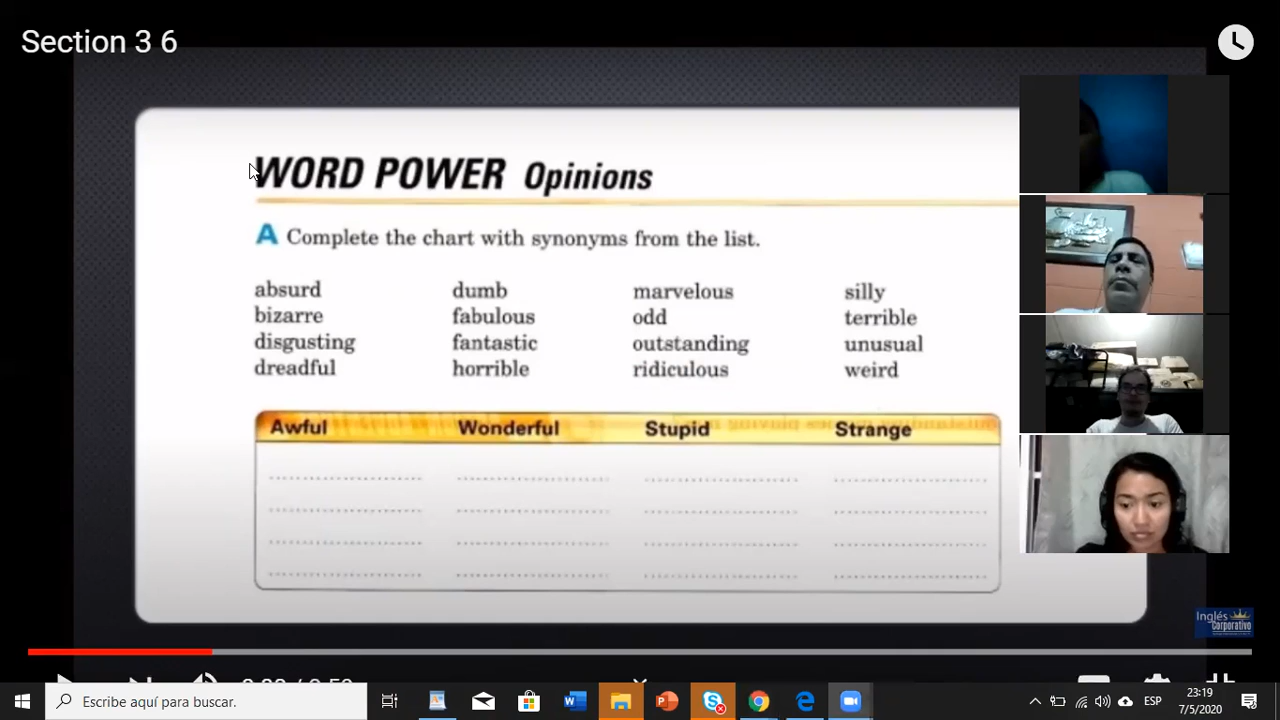 Section 3 6
WORD POWER Opinions
A Complete the chart with synonyms from the list.
absurd dumb marvelous silly
bizarre fabulous odd terrible
disgusting fantastic outstanding unusual
dreadful horrible ridiculous weird
Awful Wonderful Stupid Strange
Inglés
Corporativo
Escribe aquí para buscar.
ESP
23:19
7/5/2020